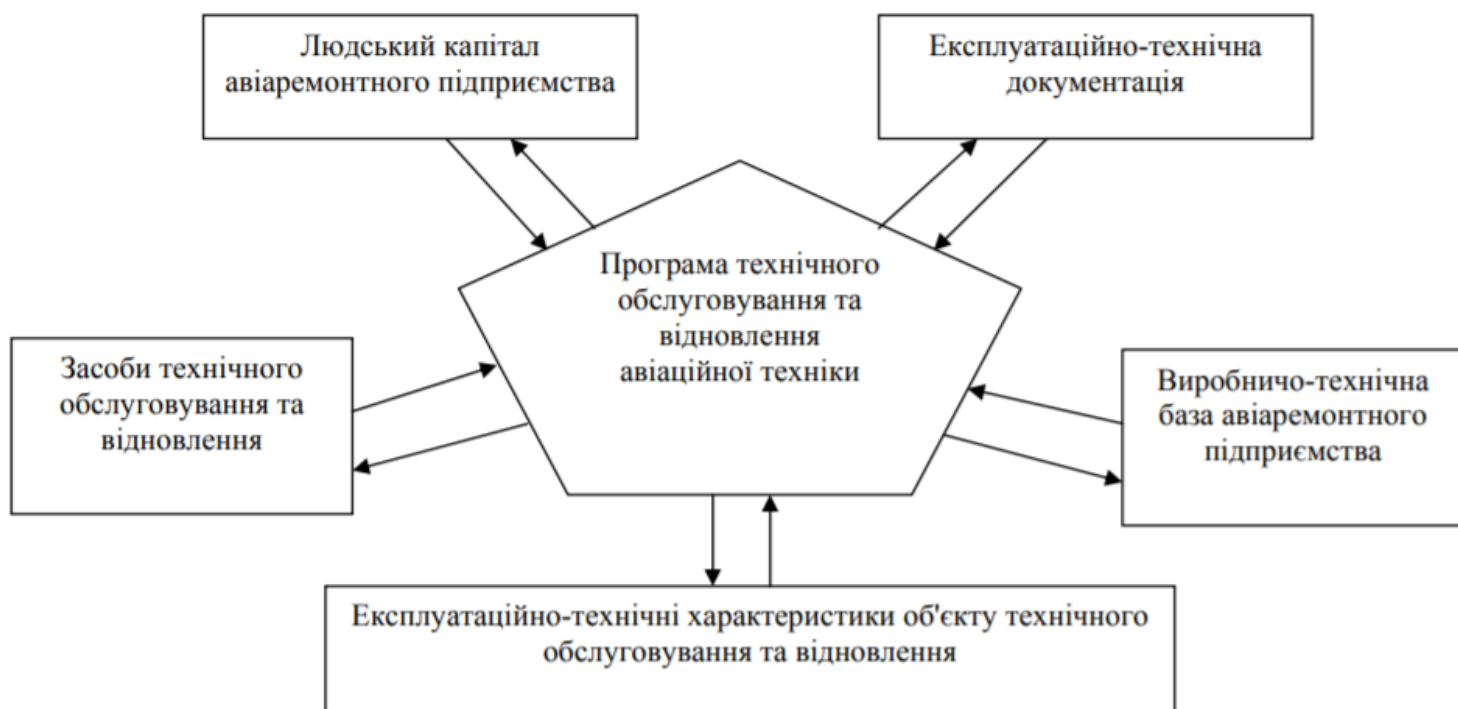 Людський капітал
авіаремонтного підприємства
Експлуатаційно-технічна
документація
Програма технічного
обслуговування та
відновлення
авіаційної техніки
Засоби технічного
обслуговування та
відновлення
Виробничо-технічна
база авіаремонтного
підприємства
Експлуатаційно-технічні характеристики об'єкту технічного
обслуговування та відновлення